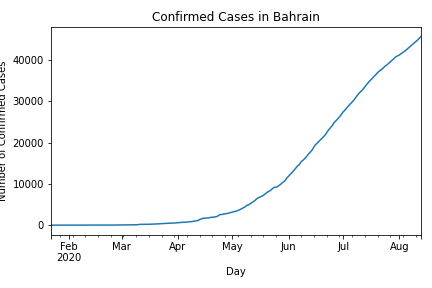 Confirmed Cases in Bahrain
Number of Confirmed Cases
40000
30000
20000
10000
0
Feb
2020
Mar
Apr
May
Jun
Jul
Aug
Day